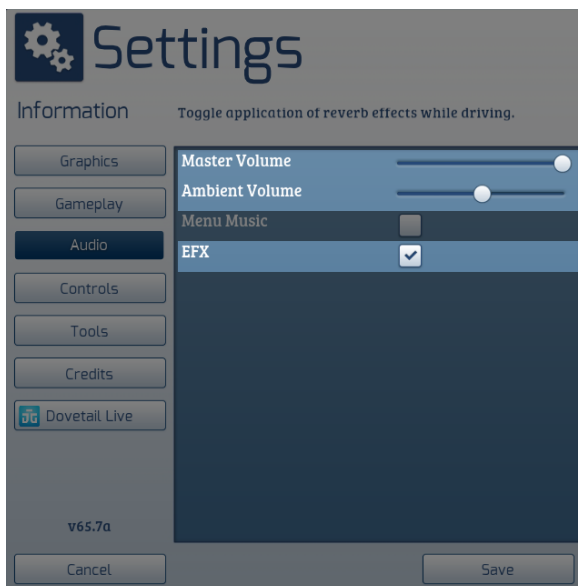 Settings
Information
Toggle application of reverb effects while driving.
Graphics
Gameplay
Audio
Controls
Tools
Credits
Dovetail Live
v65.7a
Cancel
Master Volume
Ambient Volume
Menu Music
EFX
Save